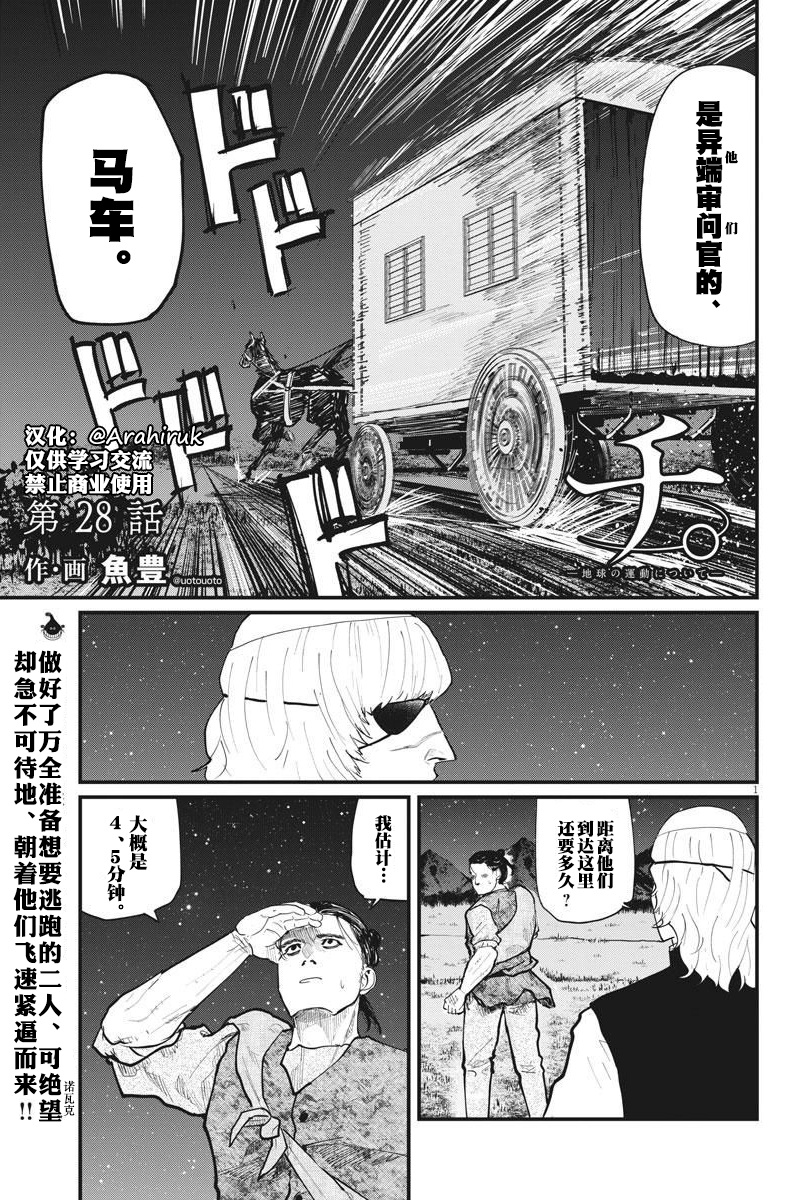 是异端审问官的、
他们
马车。
ドドドド
ドドド
汉化：@Arahiruk
仅供学习交流
禁止商业使用
第 28 話
作・画 魚豊
@uotouoto
チ。
―地球の運動について―
1
距离他们
到达这里
还要多久？
我估计…
大概是
4、5分钟。
做好了万全准备想要逃跑的二人、可绝望
诺瓦克
却急不可待地、朝着他们飞速紧逼而来!!